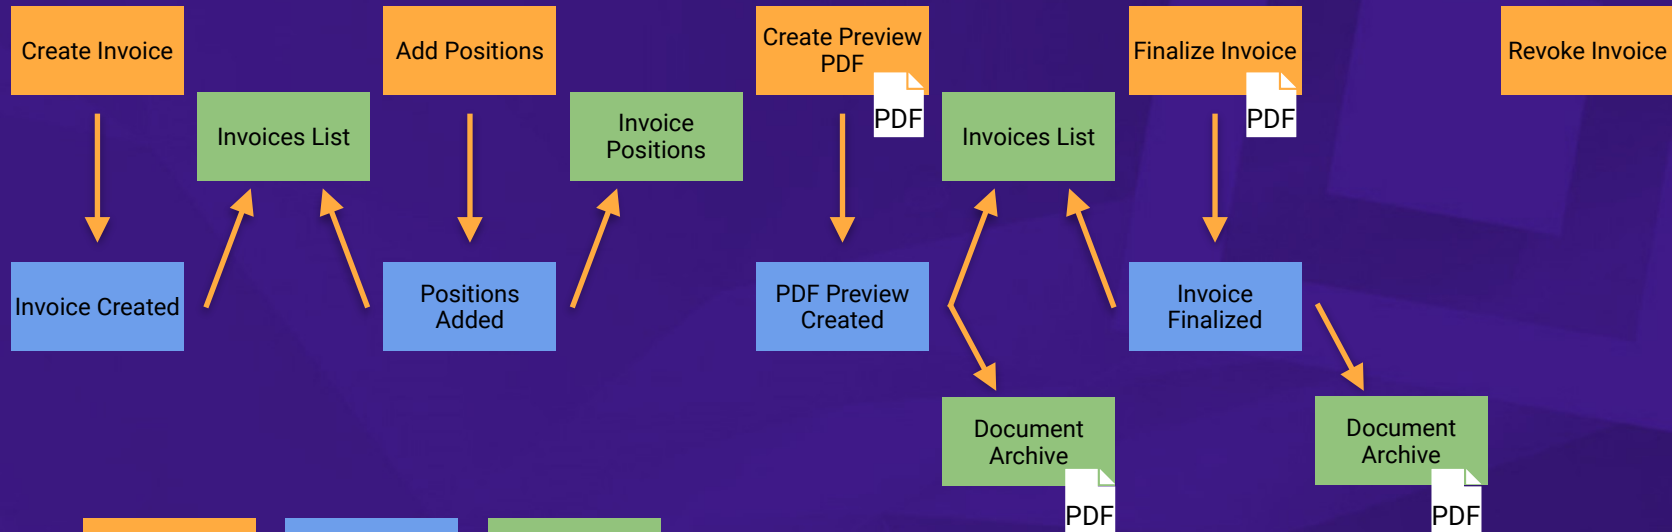 Create Invoice
Add Positions
Create Preview
PDF
PDF
Finalize Invoice
PDF
Revoke Invoice
Invoices List
Invoice
Positions
Invoices List
Invoice Created
Positions
Added
PDF Preview
Created
Invoice
Finalized
Document
Archive
PDF
Document
Archive
PDF